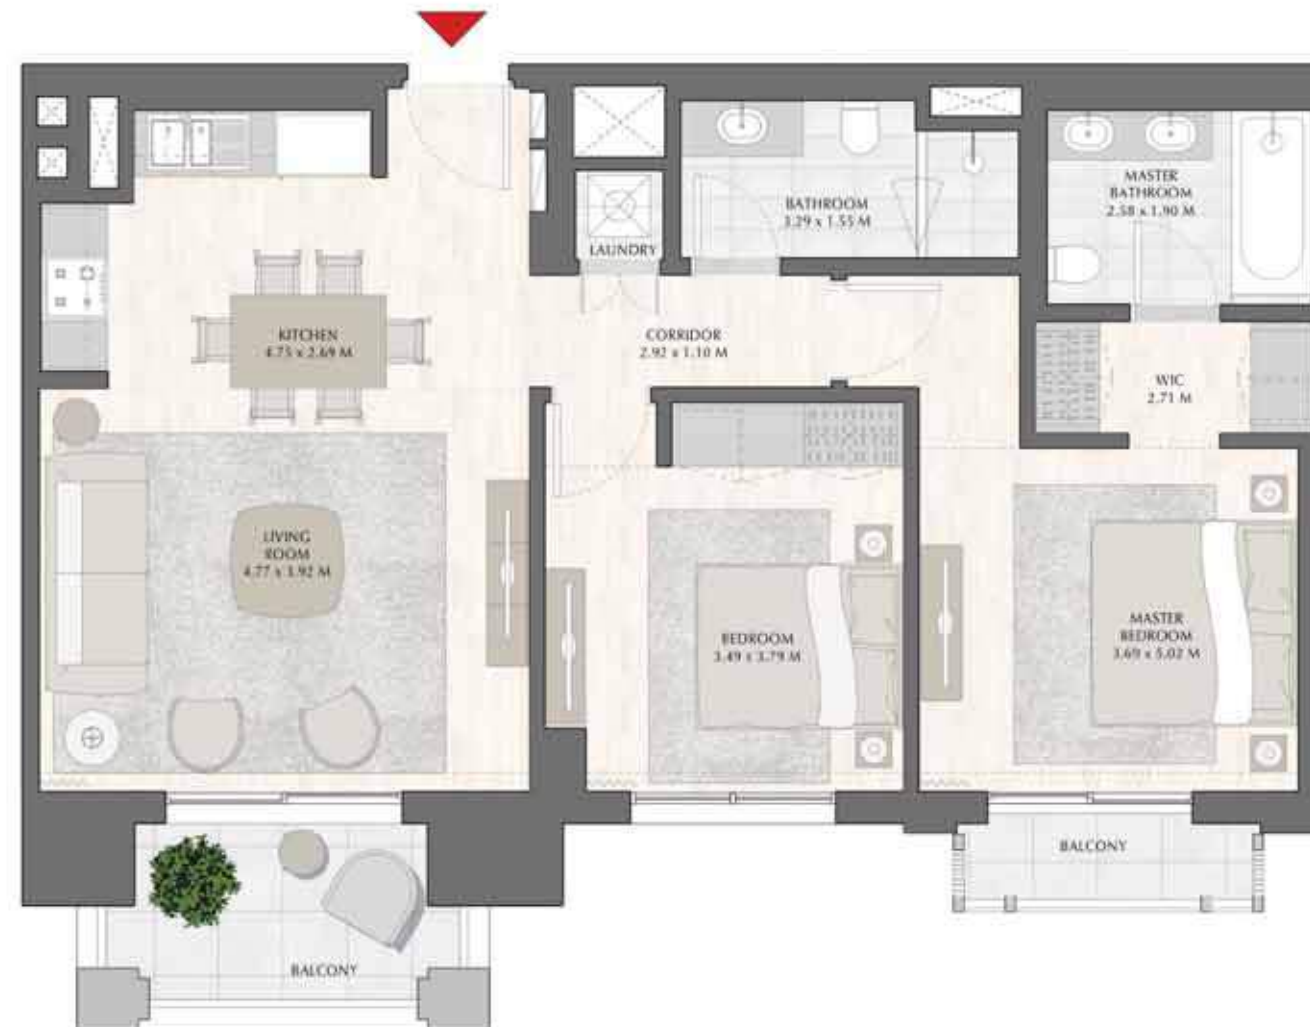 MASTER
BATHROOM
2.58 x 1.90 M
BATHROOM
3.29 x 1.55 M
LAUNDRY
KITCHEN
4.75 x 2.69 M
CORRIDOR
2.92 x 1.10 M
WIC
2.71 M
LIVING
ROOM
4.77 x 3.92 M
BEDROOM
3.49 x 3.79 M
MASTER
BEDROOM
3.69 x 5.02 M
BALCONY
BALCONY